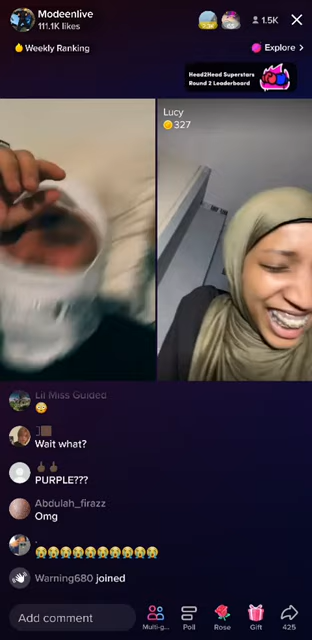 Modeenlive
111.1K likes
1.5K
Weekly Ranking
Explore >
Head2Head Superstars
Round 2 Leaderboard
Lucy
327
Lil Miss Guided
😳
Wait what?
PURPLE???
Abdulah_firazz
Omg
.
😭😭😭😭😭😭😭😭😭😭
Warning680 joined
Add comment
Multi-g...
Poll
Rose
Gift
425